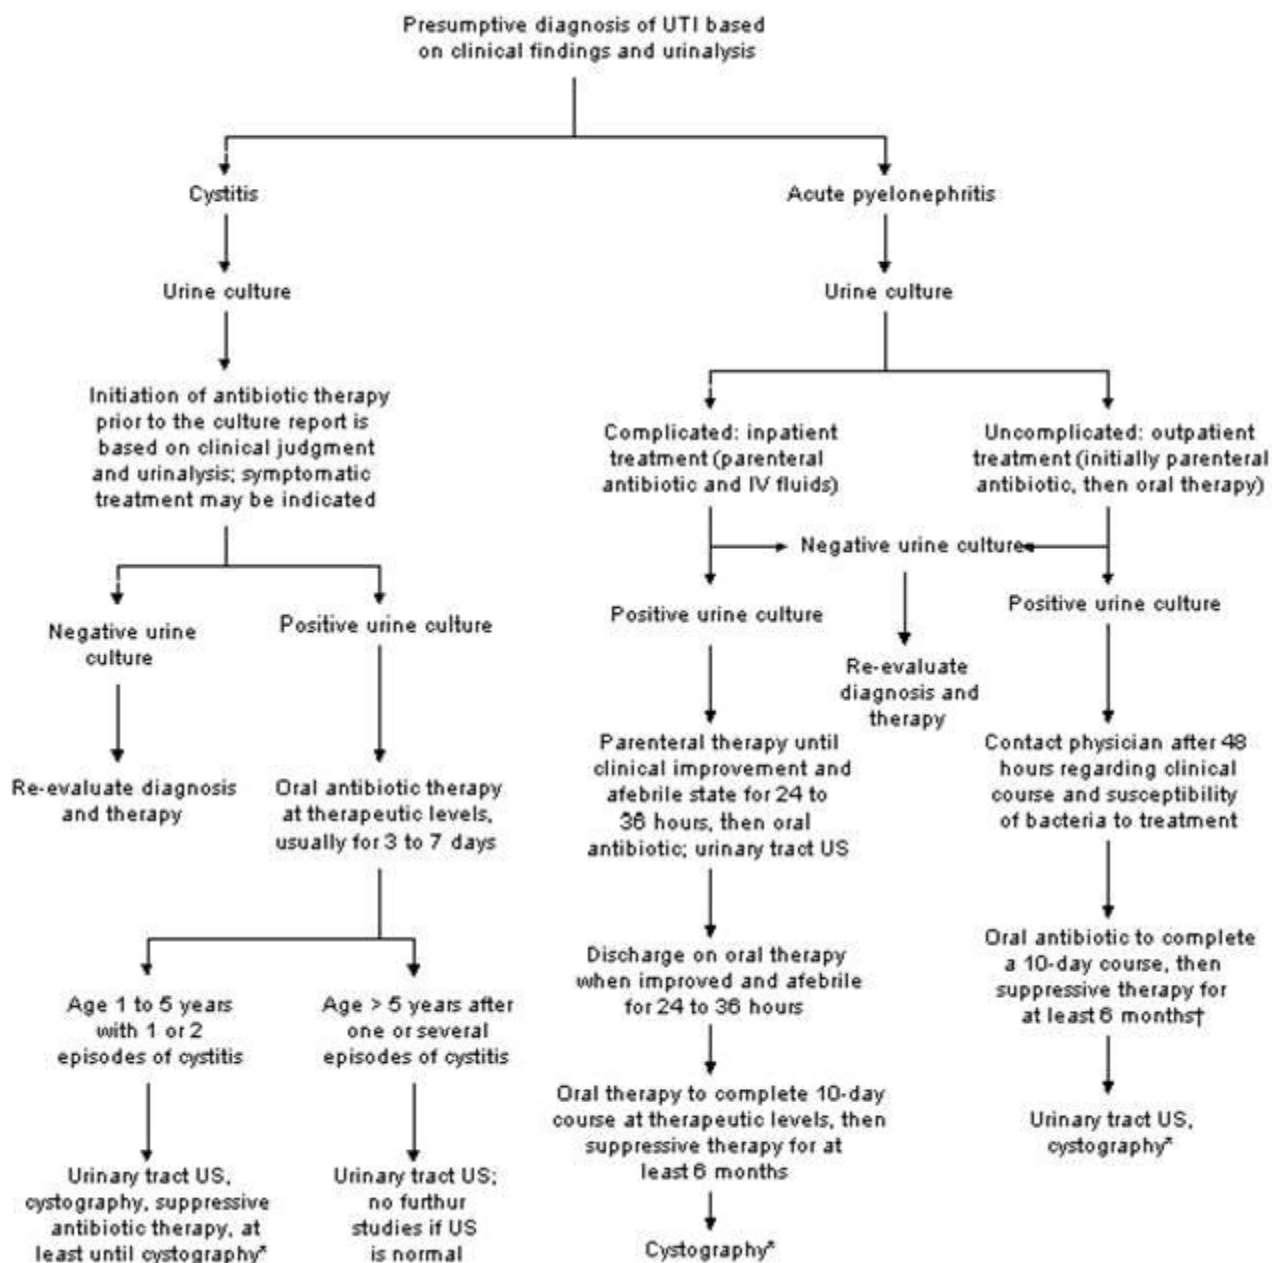 Presumptive diagnosis of UTI based
on clinical findings and urinalysis
Cystitis
Acute pyelonephritis
Urine culture
Urine culture
Initiation of antibiotic therapy
prior to the culture report is
based on clinical judgment
and urinalysis; symptomatic
treatment may be indicated
Complicated: inpatient
treatment (parenteral
antibiotic and IV fluids)
Uncomplicated: outpatient
treatment (initially parenteral
antibiotic, then oral therapy)
Negative urine culture
Negative urine
culture
Positive urine culture
Positive urine culture
Positive urine culture
Re-evaluate
diagnosis and
therapy
Re-evaluate diagnosis
and therapy
Oral antibiotic therapy
at therapeutic levels,
usually for 3 to 7 days
Parenteral therapy until
clinical improvement and
afebrile state for 24 to
36 hours, then oral
antibiotic; urinary tract US
Contact physician after 48
hours regarding clinical
course and susceptibility
of bacteria to treatment
Age 1 to 5 years
with 1 or 2
episodes of cystitis
Age > 5 years after
one or several
episodes of cystitis
Discharge on oral therapy
when improved and afebrile
for 24 to 36 hours
Oral antibiotic to complete
a 10-day course, then
suppressive therapy for
at least 6 months†
Urinary tract US,
cystography, suppressive
antibiotic therapy, at
least until cystography*
Urinary tract US;
no furthur
studies if US
is normal
Oral therapy to complete 10-day
course at therapeutic levels, then
suppressive therapy for at
least 6 months
Urinary tract US,
cystography*
Cystography*